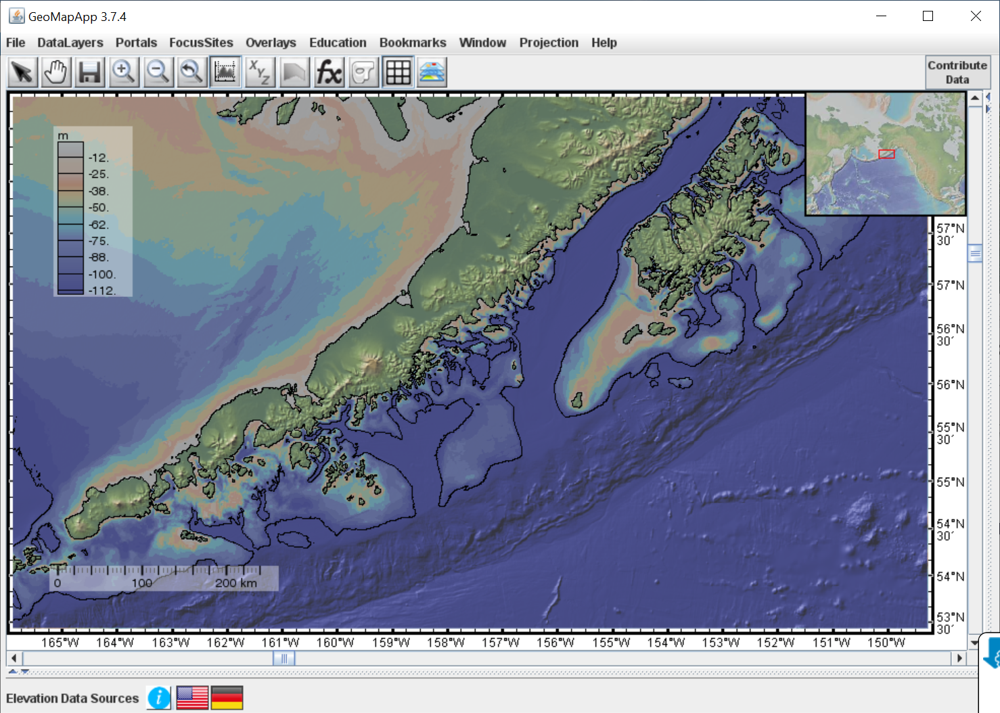 GeoMapApp 3.7.4
File DataLayers Portals FocusSites Overlays Education Bookmarks Window Projection Help
X Y Z fx
Contribute
Data
m
-12.
-25.
-38.
-50.
-62.
-75.
-88.
-100.
-112.
57°N
30´
57°N
56°N
30´
56°N
55°N
30´
55°N
54°N
30´
54°N
53°N
30´
0 100 200 km
165°W 164°W 163°W 162°W 161°W 160°W 159°W 158°W 157°W 156°W 155°W 154°W 153°W 152°W 151°W 150°W
Elevation Data Sources i